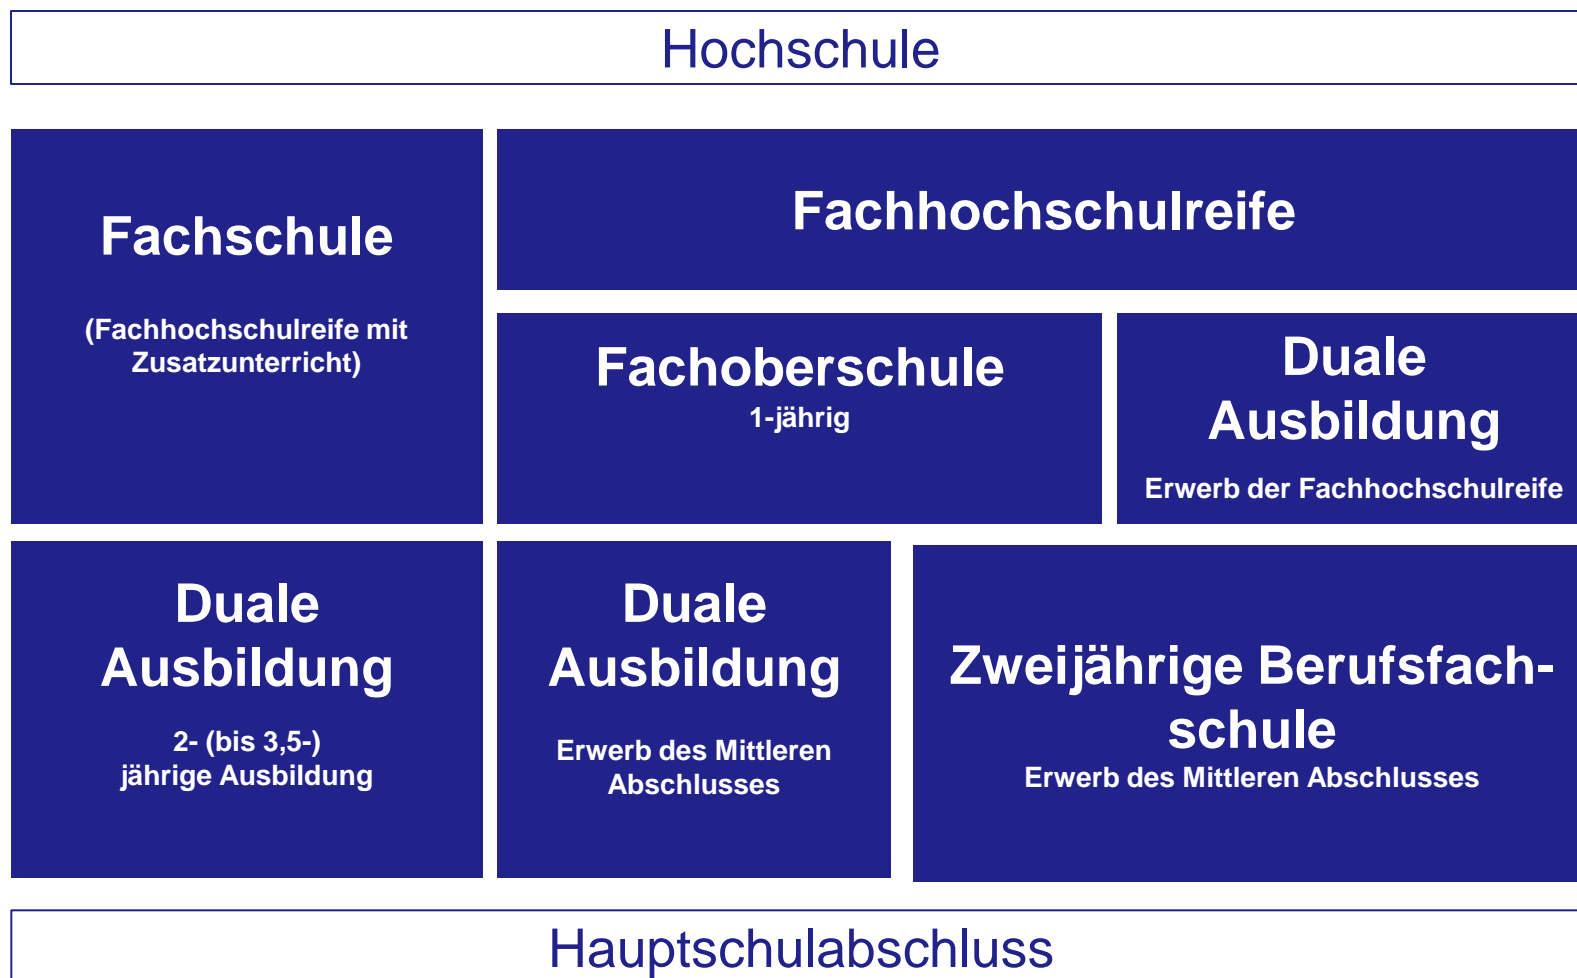 Hochschule
Fachschule
(Fachhochschulreife mit
Zusatzunterricht)
Fachhochschulreife
Fachoberschule
1-jährig
Duale
Ausbildung
Erwerb der Fachhochschulreife
Duale
Ausbildung
2- (bis 3,5-)
jährige Ausbildung
Duale
Ausbildung
Erwerb des Mittleren
Abschlusses
Zweijährige Berufsfach-
schule
Erwerb des Mittleren Abschlusses
Hauptschulabschluss